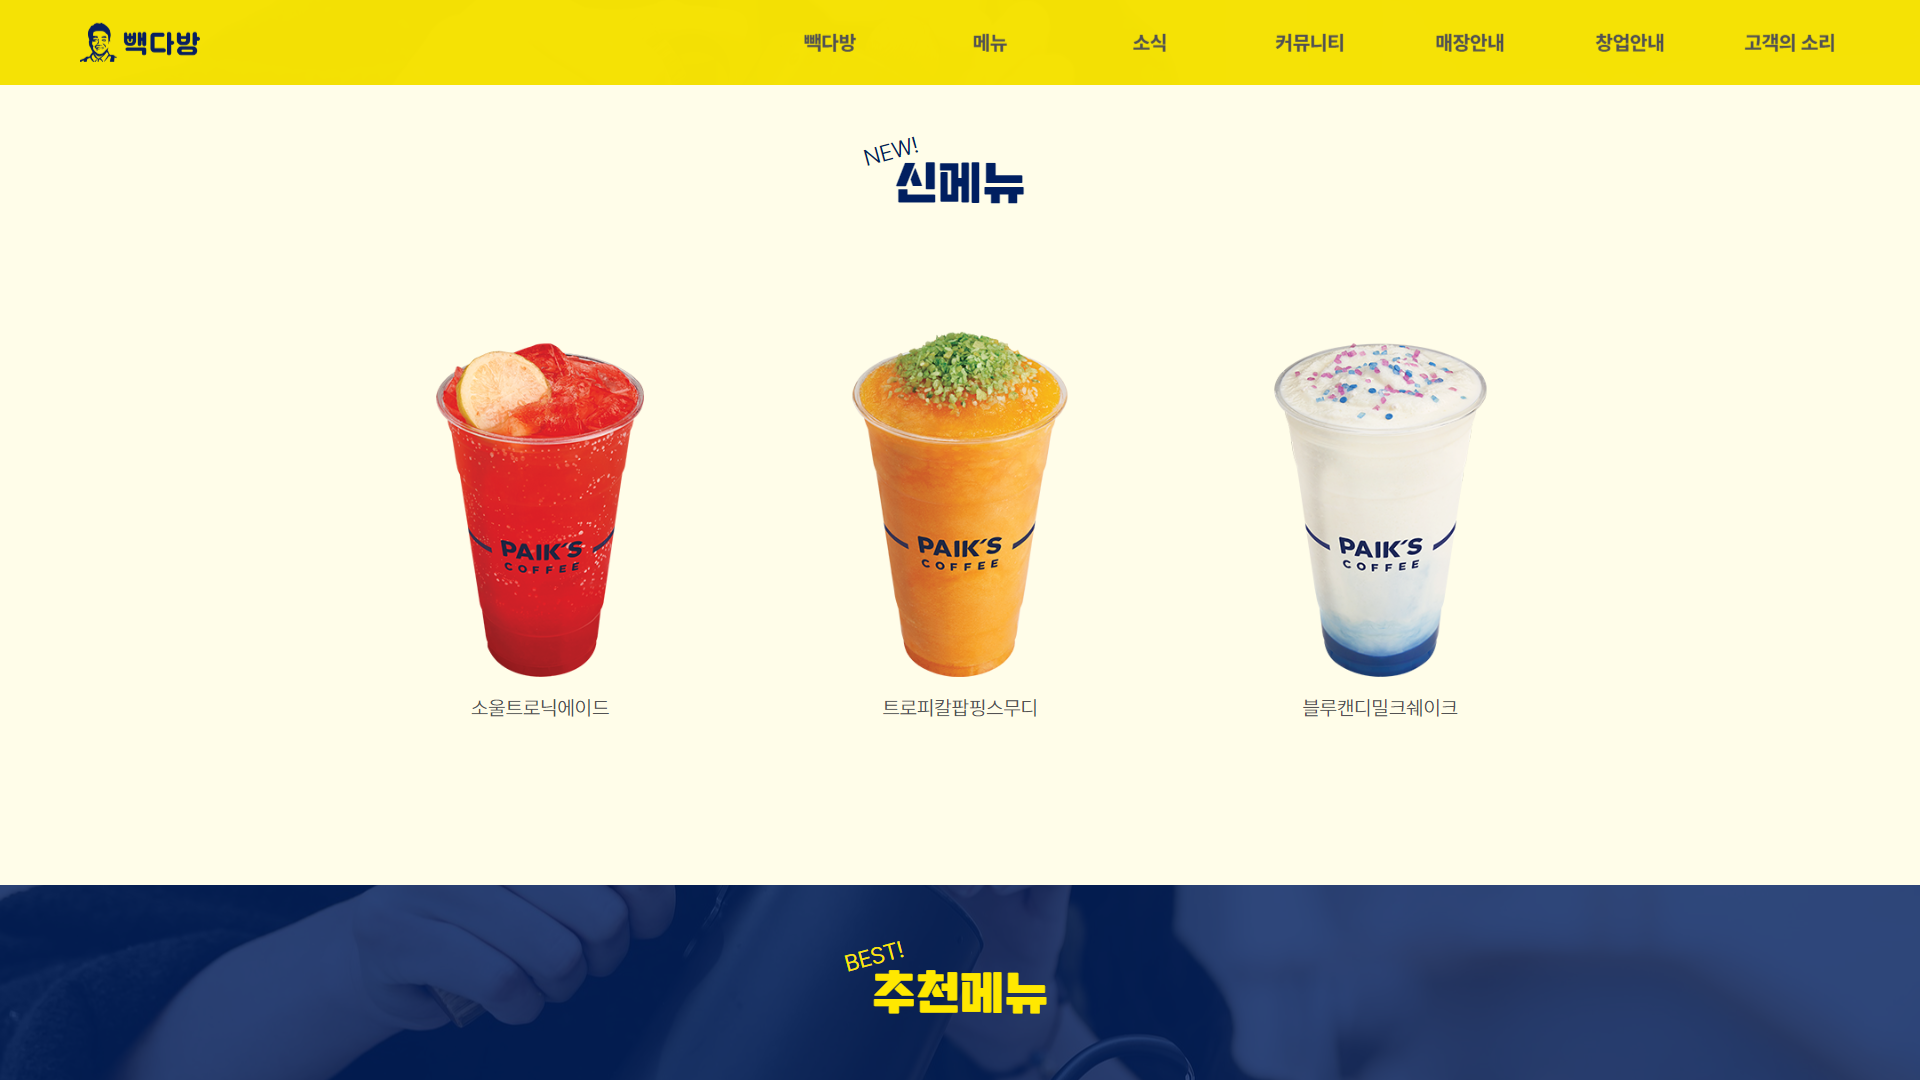 빽다방
빽다방 메뉴 소식 커뮤니티 매장안내 창업안내 고객의 소리
NEW!
신메뉴
PAIK'S COFFEE
PAIK'S COFFEE
PAIK'S COFFEE
소울트로닉에이드
트로피칼팝핑스무디
블루캔디밀크쉐이크
BEST!
추천메뉴